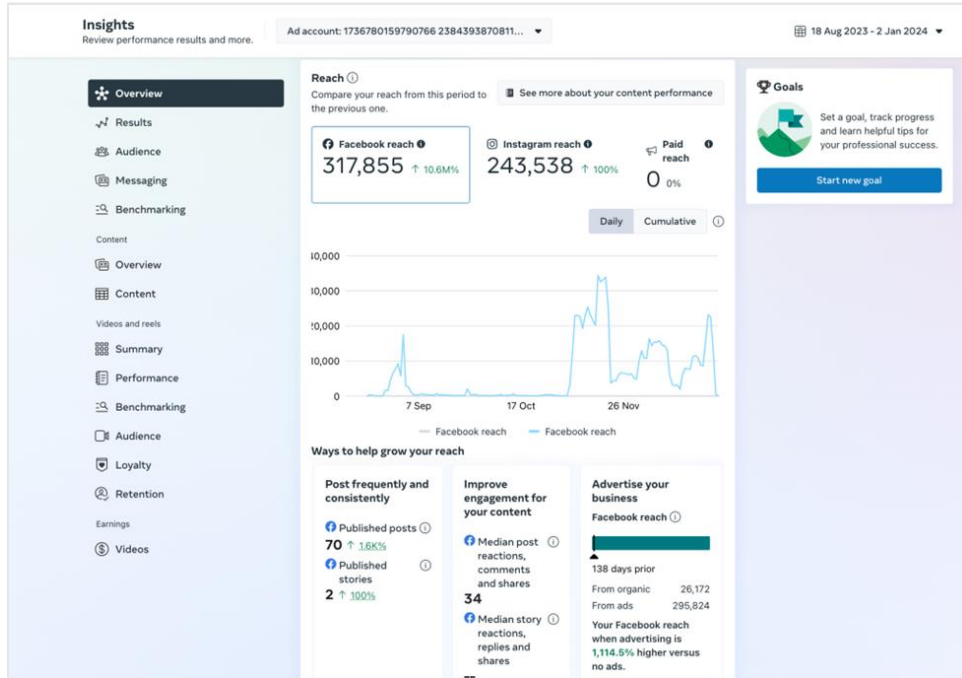 Insights
Review performance results and more.
Ad account: 1736780159790766 2384393870811...
18 Aug 2023 - 2 Jan 2024
Overview
Results
Audience
Messaging
Benchmarking
Content
Overview
Content
Videos and reels
Summary
Performance
Benchmarking
Audience
Loyalty
Retention
Earnings
Videos
Reach
Compare your reach from this period to
the previous one.
See more about your content performance
Facebook reach
317,855 ↑ 10.6M%
Instagram reach
243,538 ↑ 100%
Paid
reach
0 0%
Daily
Cumulative
0,000
0,000
0,000
10,000
0
7 Sep
17 Oct
26 Nov
Facebook reach
Facebook reach
Ways to help grow your reach
Post frequently and
consistently
Published posts
70 ↑ 1.6K%
Published
stories
2 ↑ 100%
Improve
engagement for
your content
Median post
reactions,
comments
and shares
34
Median story
reactions,
replies and
shares
Advertise your
business
Facebook reach
138 days prior
From organic 26,172
From ads 295,824
Your Facebook reach
when advertising is
1,114.5% higher versus
no ads.
Goals
Set a goal, track progress
and learn helpful tips for
your professional success.
Start new goal